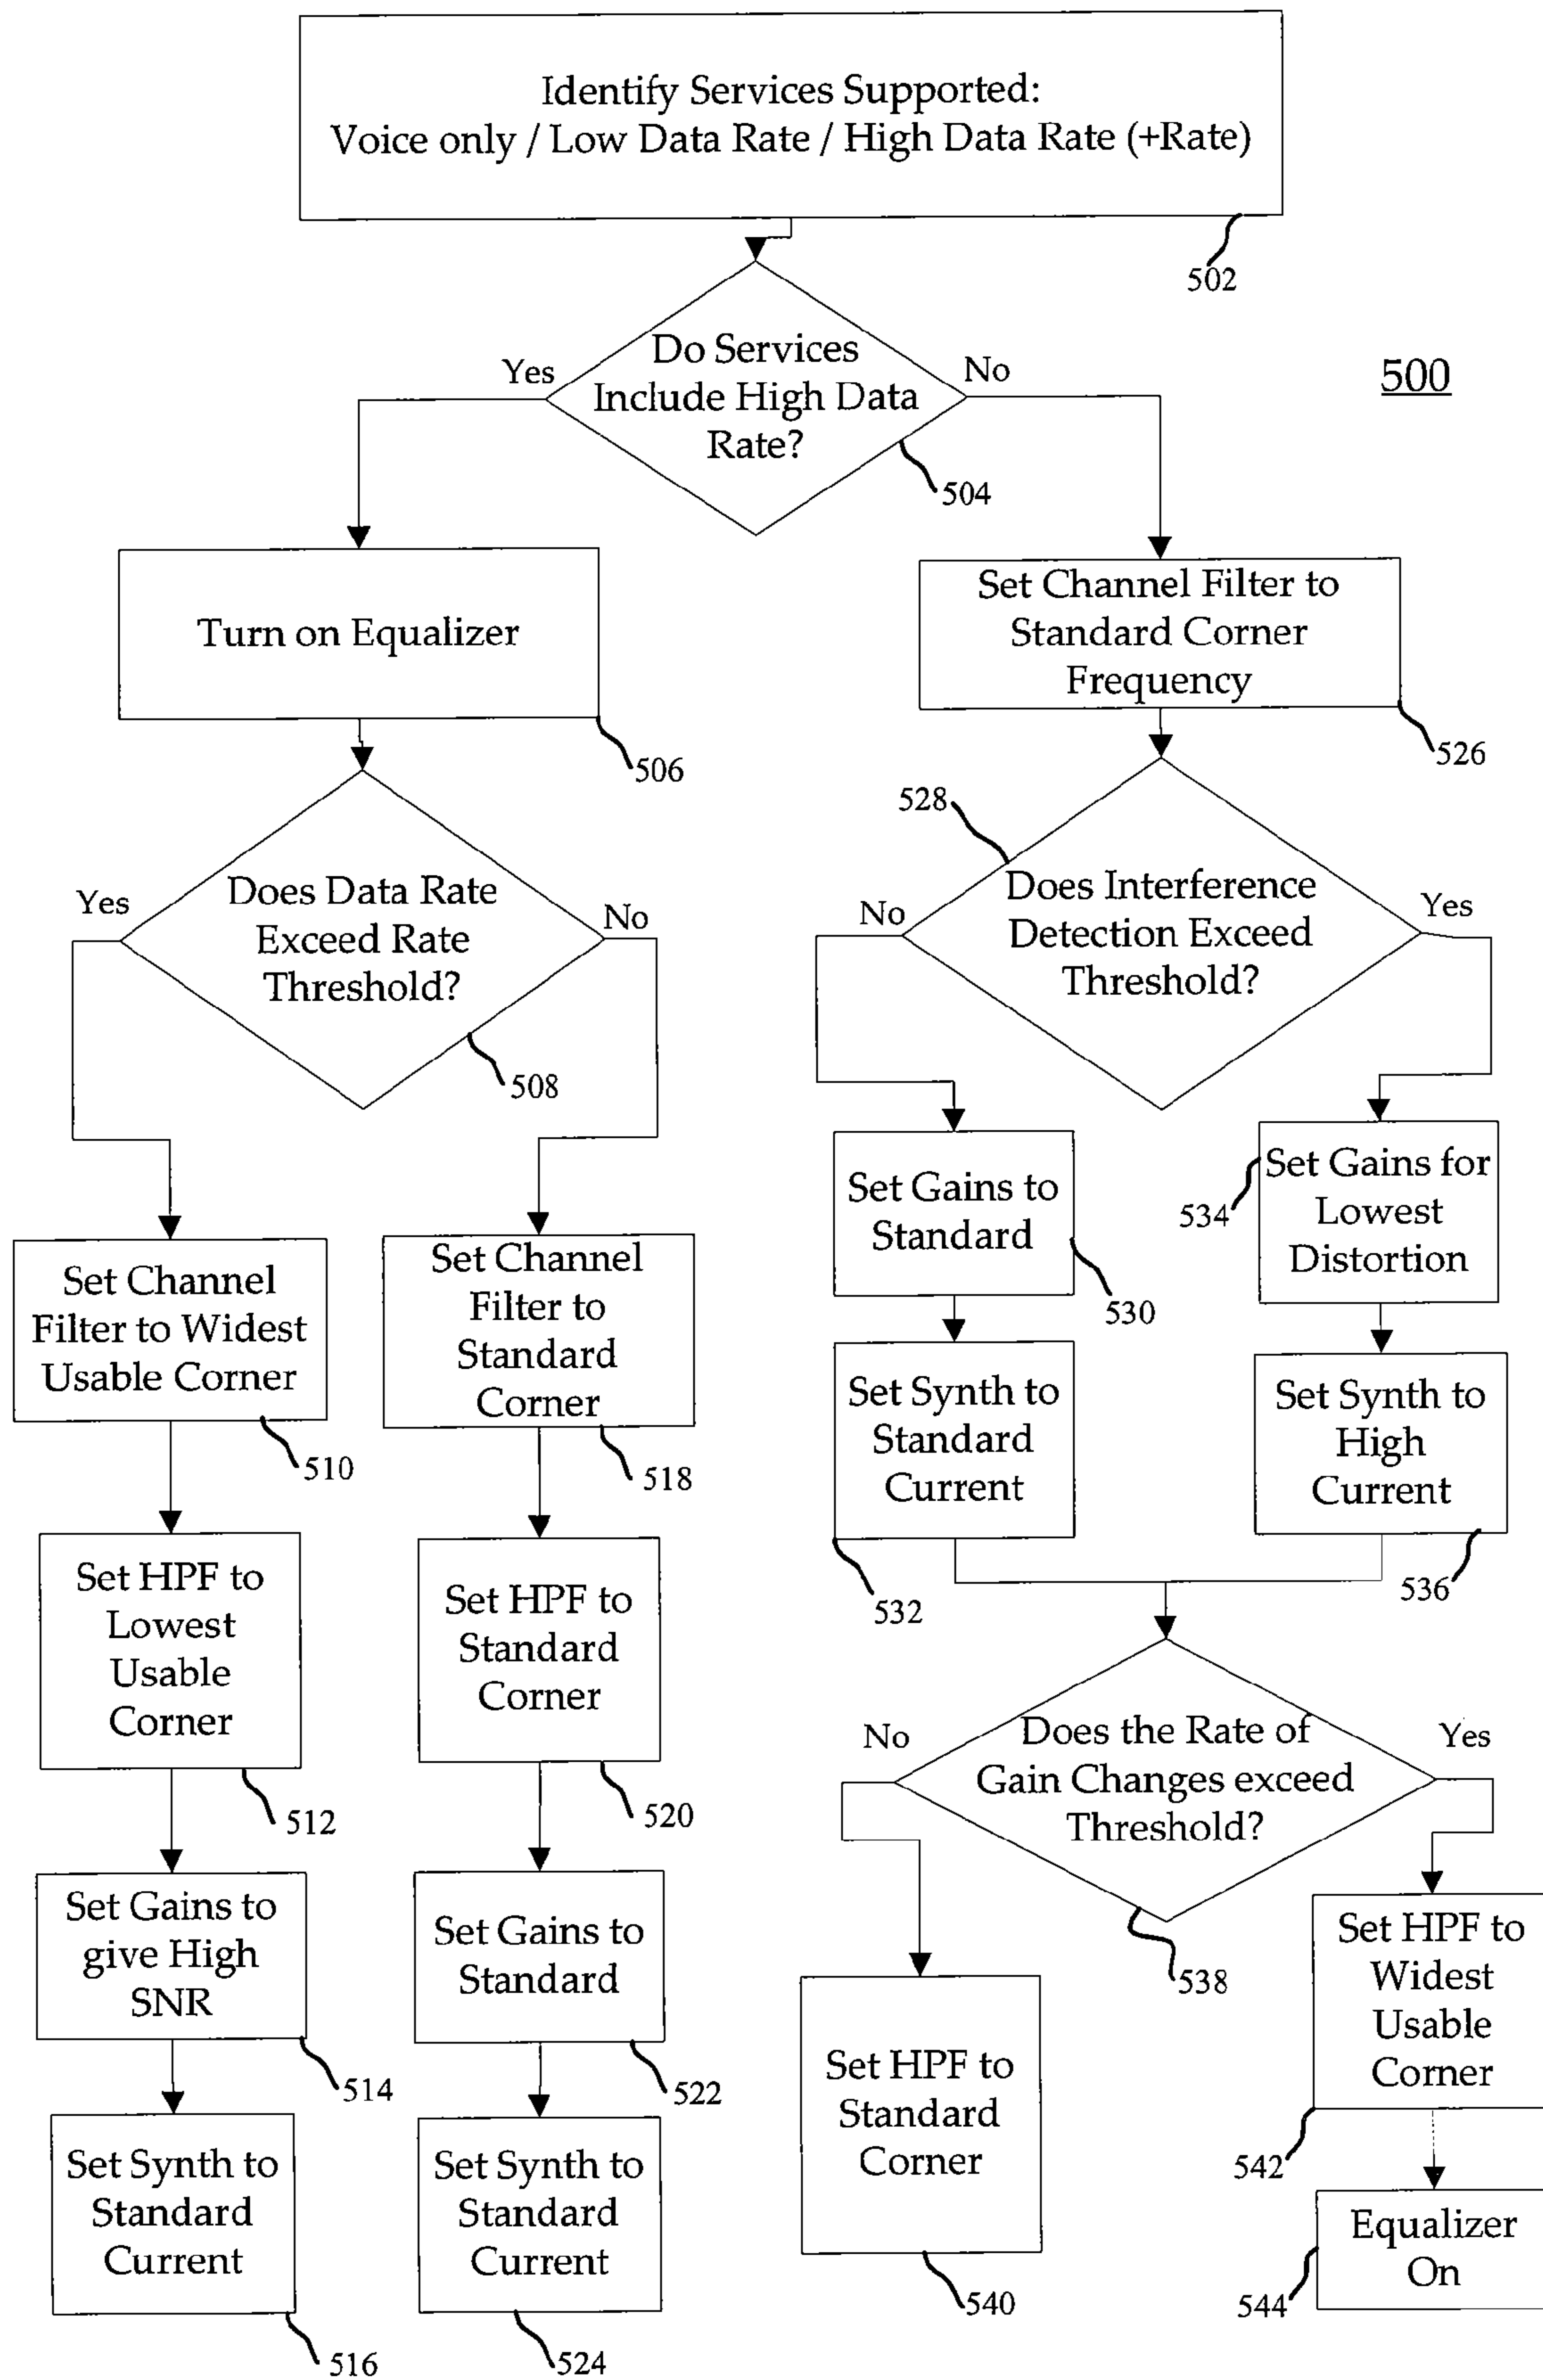 Identify Services Supported:
Voice only / Low Data Rate / High Data Rate (+Rate)
502
Do Services
Include High Data
Rate?
Yes
No
504
500
Turn on Equalizer
506
Set Channel Filter to
Standard Corner
Frequency
526
Does Data Rate
Exceed Rate
Threshold?
Yes
No
508
528
Does Interference
Detection Exceed
Threshold?
No
Yes
Set Channel
Filter to Widest
Usable Corner
510
Set Channel
Filter to
Standard
Corner
518
Set Gains to
Standard
530
Set Gains for
Lowest
Distortion
534
Set Synth to
Standard
Current
532
Set Synth to
High
Current
536
Set HPF to
Lowest
Usable
Corner
512
Set HPF to
Standard
Corner
520
Does the Rate of
Gain Changes exceed
Threshold?
No
Yes
538
Set Gains to
give High
SNR
514
Set Gains to
Standard
522
Set HPF to
Standard
Corner
540
Set HPF to
Widest
Usable
Corner
542
Set Synth to
Standard
Current
516
Set Synth to
Standard
Current
524
Equalizer
On
544